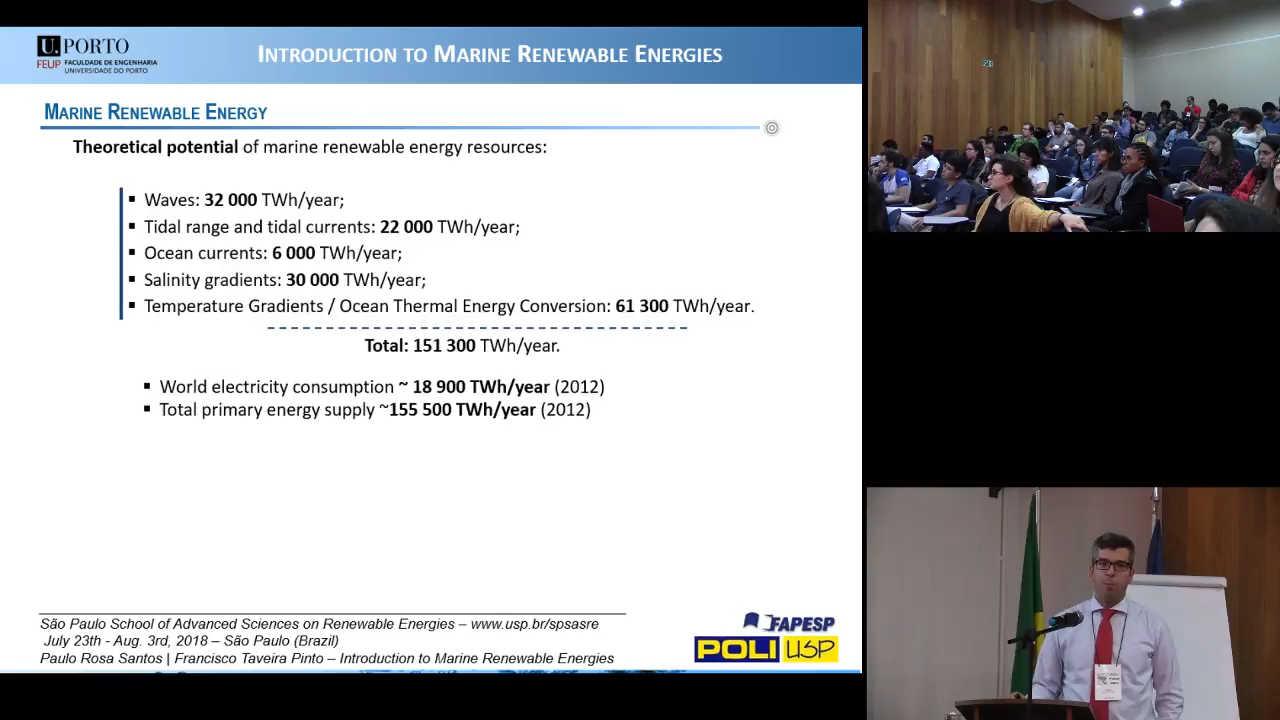 U.PORTO
FEUP FACULDADE DE ENGENHARIA
UNIVERSIDADE DO PORTO
INTRODUCTION TO MARINE RENEWABLE ENERGIES
MARINE RENEWABLE ENERGY
Theoretical potential of marine renewable energy resources:
▪ Waves: 32 000 TWh/year;
▪ Tidal range and tidal currents: 22 000 TWh/year;
▪ Ocean currents: 6 000 TWh/year;
▪ Salinity gradients: 30 000 TWh/year;
▪ Temperature Gradients / Ocean Thermal Energy Conversion: 61 300 TWh/year.
Total: 151 300 TWh/year.
▪ World electricity consumption ~ 18 900 TWh/year (2012)
▪ Total primary energy supply ~155 500 TWh/year (2012)
São Paulo School of Advanced Sciences on Renewable Energies – www.usp.br/spsasre
July 23th - Aug. 3rd, 2018 – São Paulo (Brazil)
Paulo Rosa Santos | Francisco Taveira Pinto – Introduction to Marine Renewable Energies
FAPESP
POLI USP